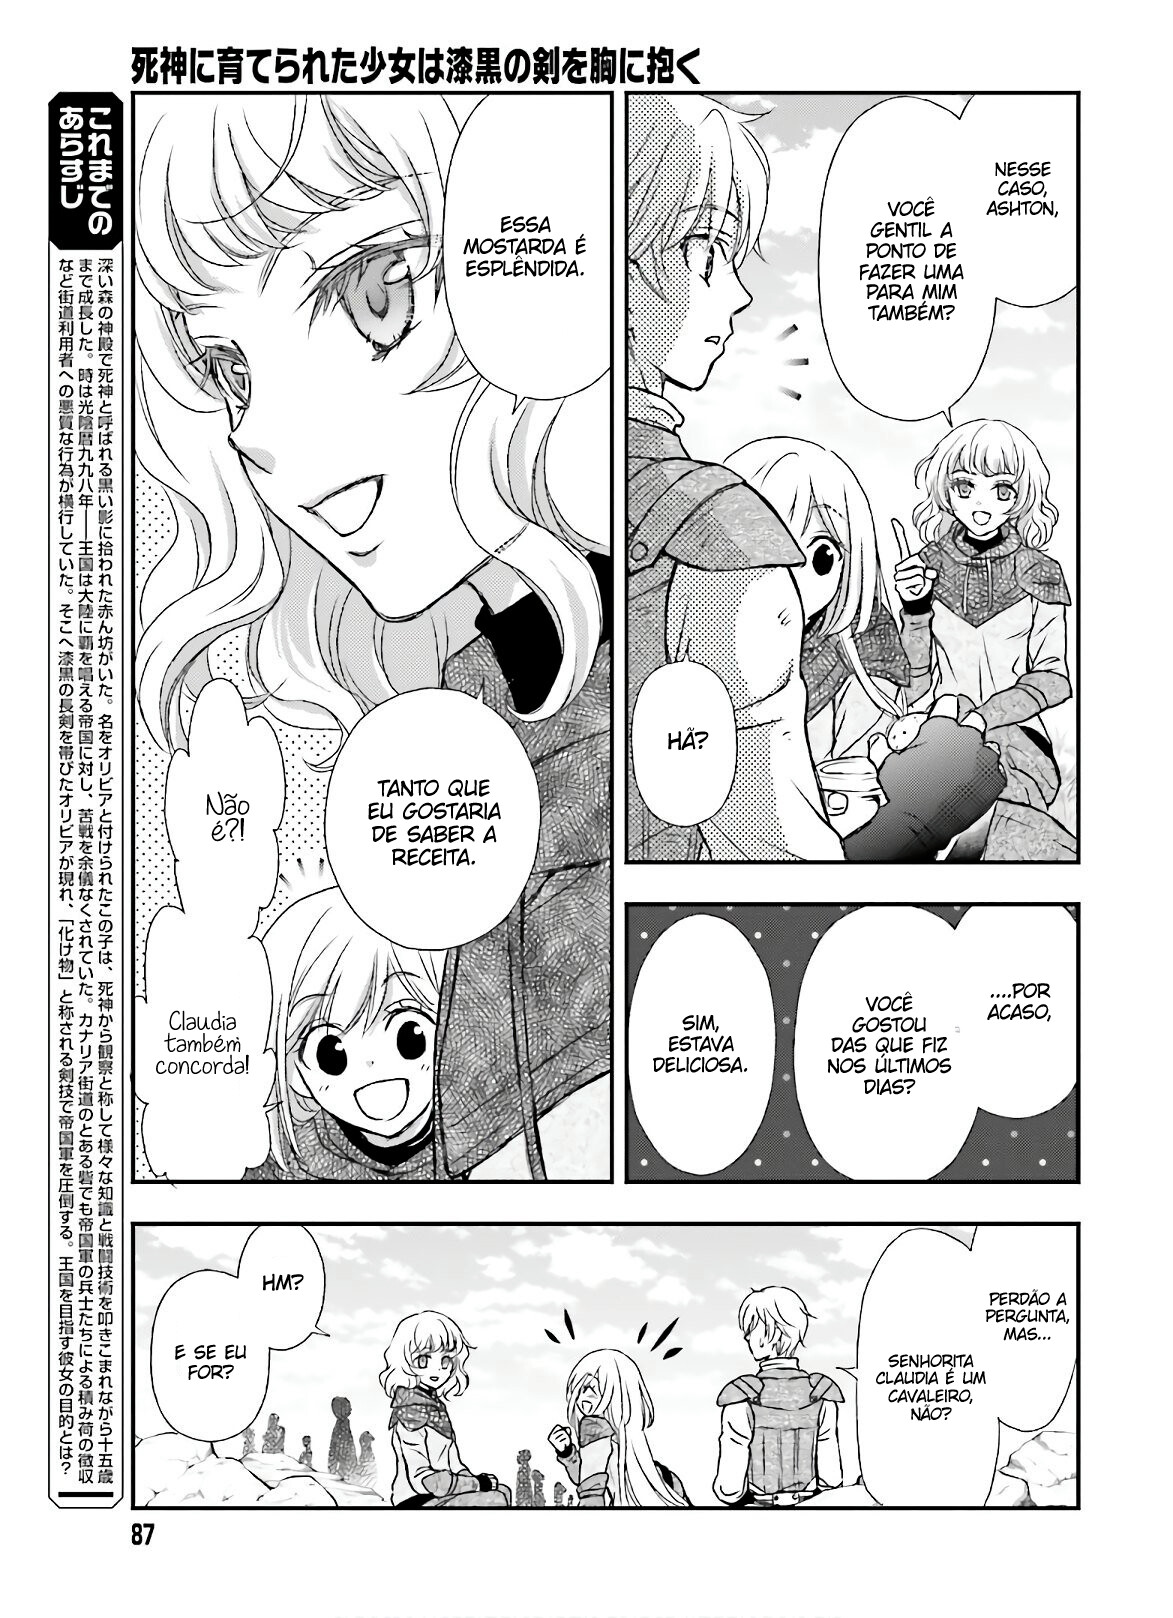 死神に育てられた少女は漆黒の剣を胸に抱く
NESSE
CASO,
ASHTON,
VOCÊ
GENTIL A
PONTO DE
FAZER UMA
PARA MIM
TAMBÉM?
HÃ?
....POR
ACASO,
VOCÊ
GOSTOU
DAS QUE FIZ
NOS ÚLTIMOS
DIAS?
SIM,
ESTAVA
DELICIOSA.
ESSA
MOSTARDA É
ESPLÊNDIDA.
TANTO QUE
EU GOSTARIA
DE SABER A
RECEITA.
Não
é?!
Claudia
também
concorda!
PERDÃO A
PERGUNTA,
MAS...
SENHORITA
CLAUDIA É UM
CAVALEIRO,
NÃO?
HM?
E SE EU
FOR?
これまでの
あらすじ
深い森の神殿で死神と呼ばれる黒い影に拾われた赤ん坊がいた。名をオリビアと付けられたこの子は、死神から観察と称して様々な知識と戦闘技術を叩きこまれながら十五歳
まで成長した。時は光陰暦九九八年――王国は大陸に覇を唱える帝国に対し、苦戦を余儀なくされていた。カナリア街道のとある砦でも帝国軍の兵士たちによる積み荷の徴収
など街道利用者への悪質な行為が横行していた。そこへ漆黒の長剣を帯びたオリビアが現れ、「化け物」と称される剣技で帝国軍を圧倒する。王国を目指す彼女の目的とは?
87